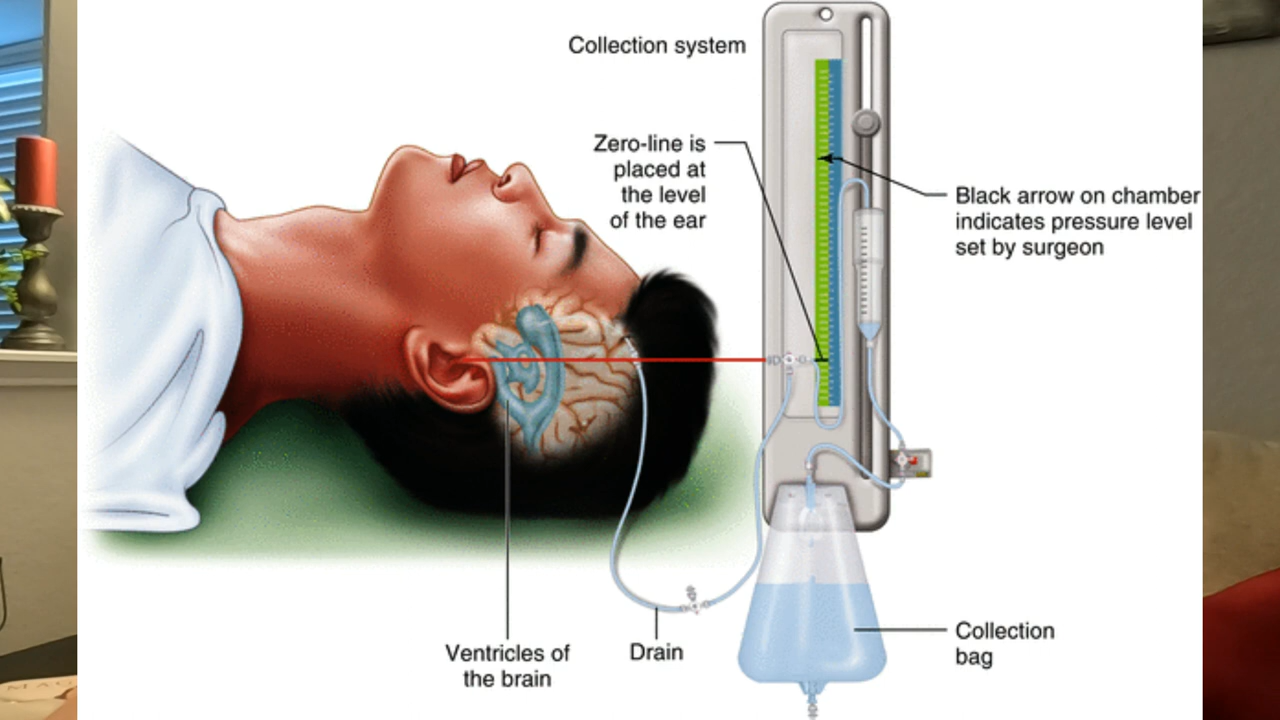 Collection system
Zero-line is
placed at
the level
of the ear
Black arrow on chamber
indicates pressure level
set by surgeon
Ventricles of
the brain
Drain
Collection
bag